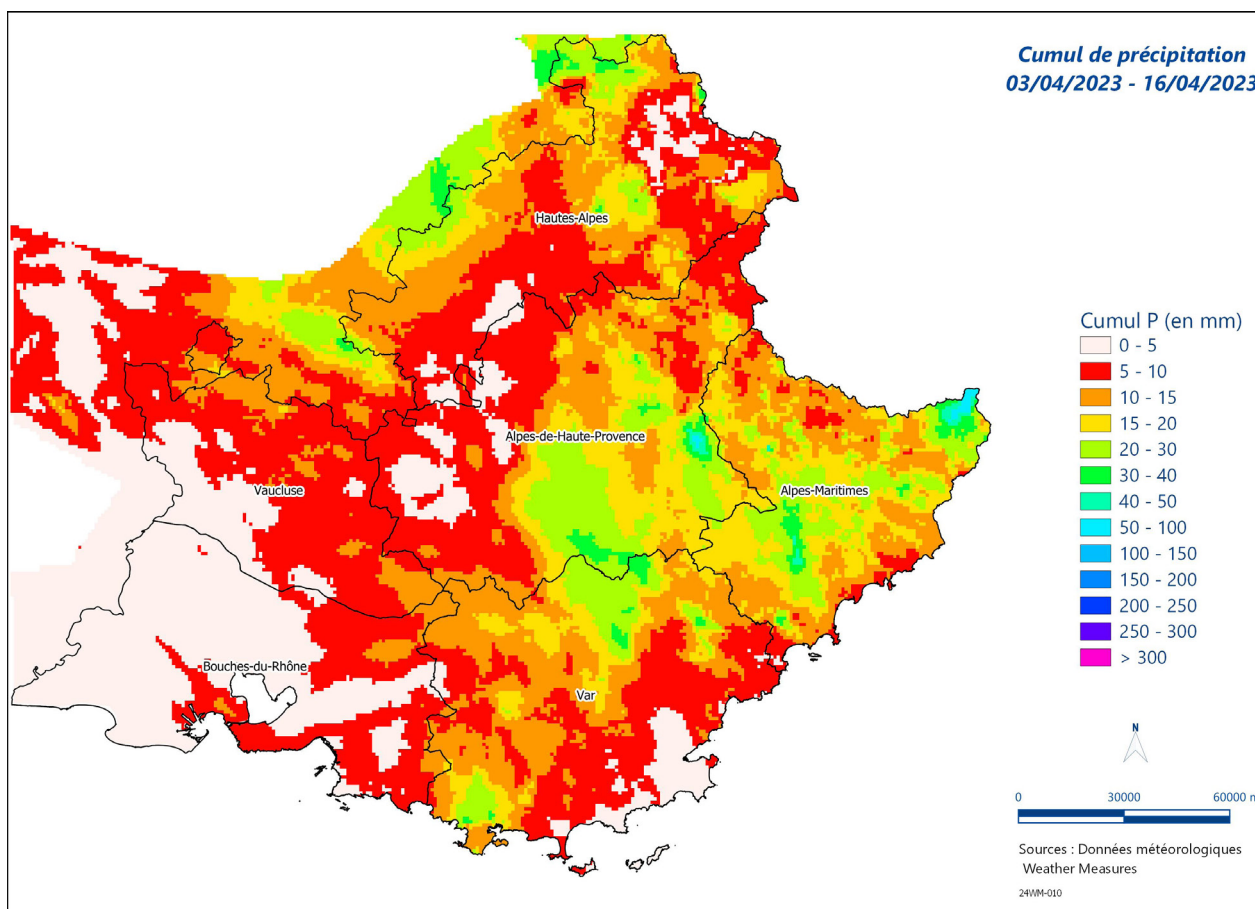 Cumul de précipitation
03/04/2023 - 16/04/2023
Hautes-Alpes
Alpes-de-Haute-Provence
Vaucluse
Alpes-Maritimes
Bouches-du-Rhône
Var
Cumul P (en mm)
0 - 5
5 - 10
10 - 15
15 - 20
20 - 30
30 - 40
40 - 50
50 - 100
100 - 150
150 - 200
200 - 250
250 - 300
> 300
N
0 30000 60000 m
Sources : Données météorologiques
Weather Measures
24WM-010